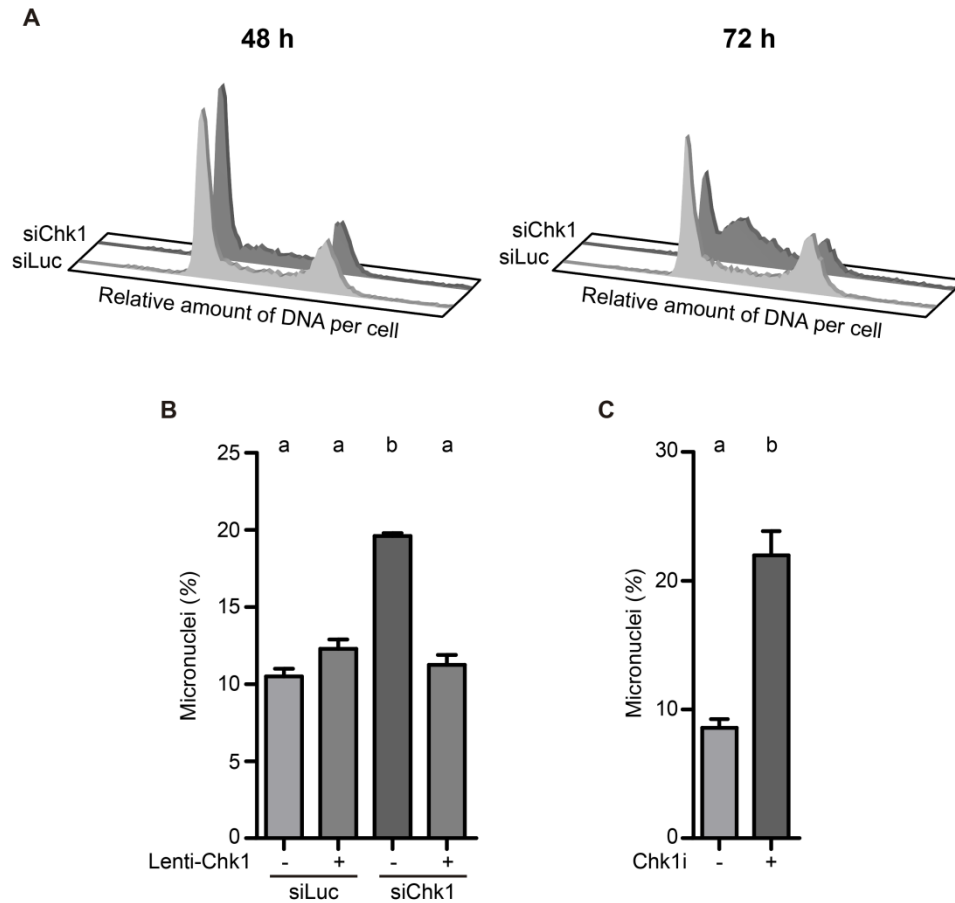 A
48 h
72 h
siChk1
siLuc
Relative amount of DNA per cell
siChk1
siLuc
Relative amount of DNA per cell
B
a a b a
25
20
15
10
5
0
Micronuclei (%)
Lenti-Chk1 - + - +
siLuc siChk1
C
a b
30
20
10
0
Micronuclei (%)
Chk1i - +